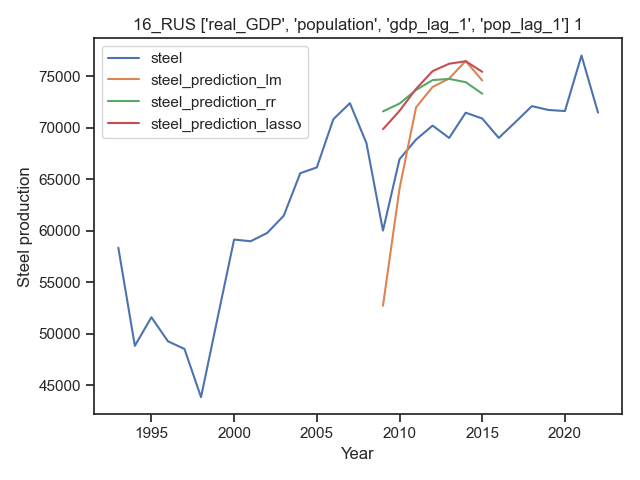 16_RUS ['real_GDP', 'population', 'gdp_lag_1', 'pop_lag_1'] 1
steel
steel_prediction_lm
steel_prediction_rr
steel_prediction_lasso
Steel production
75000
70000
65000
60000
55000
50000
45000
1995 2000 2005 2010 2015 2020
Year